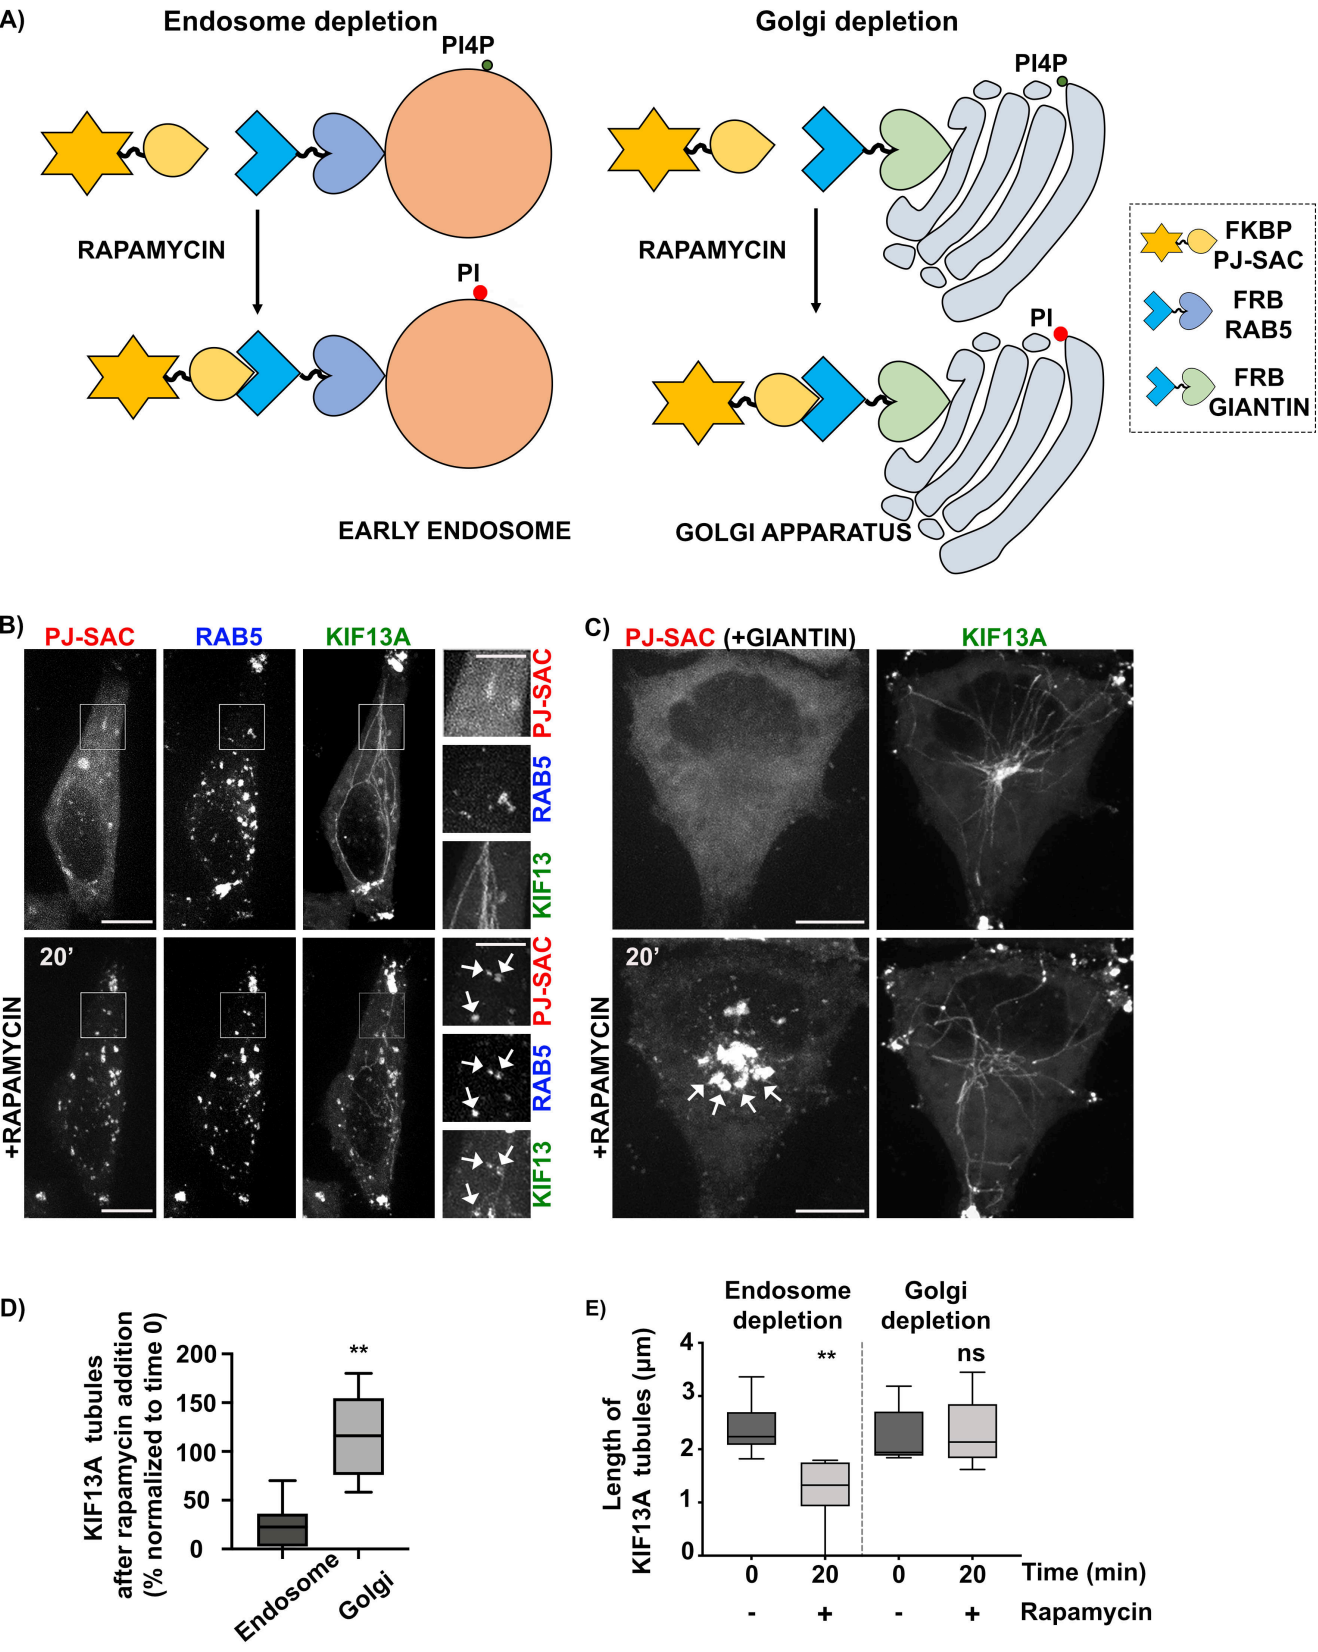 A)
Endosome depletion
Golgi depletion
PI4P
PI4P
RAPAMYCIN
RAPAMYCIN
FKBP
PJ-SAC
FRB
RAB5
FRB
GIANTIN
PI
PI
EARLY ENDOSOME
GOLGI APPARATUS
B)
PJ-SAC
RAB5
KIF13A
PJ-SAC
RAB5
KIF13
+RAPAMYCIN
20’
PJ-SAC
RAB5
KIF13
C)
PJ-SAC (+GIANTIN)
KIF13A
+RAPAMYCIN
20’
D)
KIF13A tubules
after rapamycin addition
(% normalized to time 0)
200
150
100
50
0
**
Endosome
Golgi
E)
Endosome
depletion
Golgi
depletion
Length of
KIF13A tubules (µm)
4
3
2
1
0
**
ns
0 20 0 20 Time (min)
- + - + Rapamycin